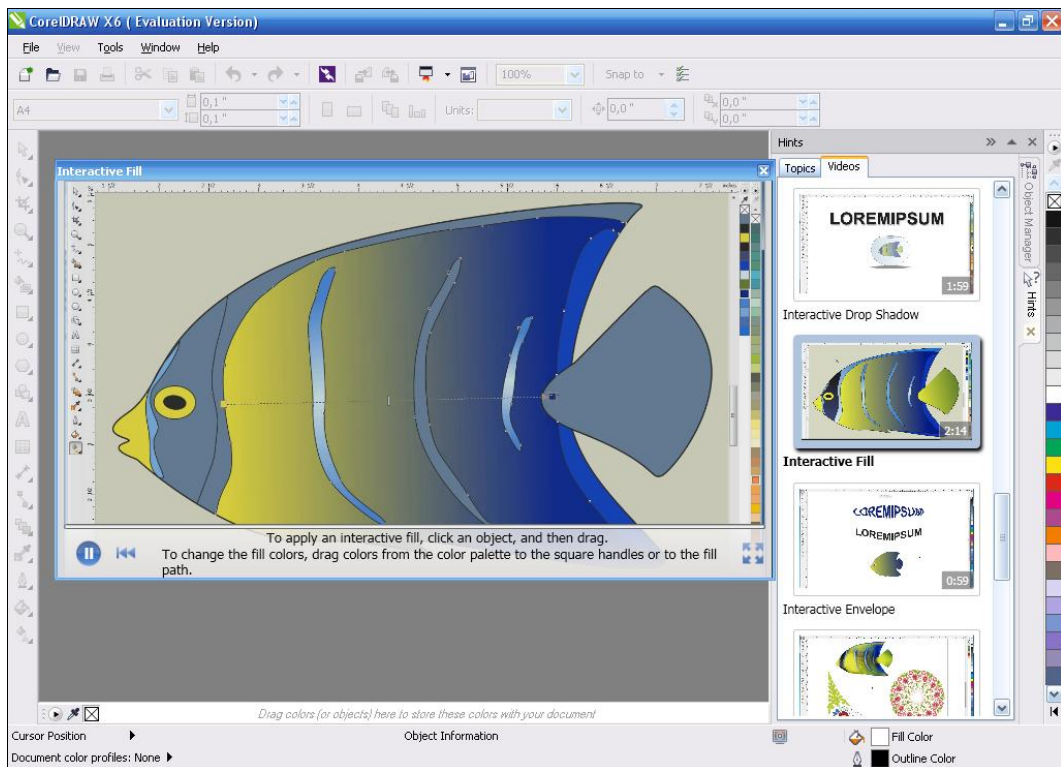 CorelDRAW X6 ( Evaluation Version)
File View Tools Window Help
100% Snap to
A4 0,1 " 0,1 " Units: 0,0 " 0,0 " 0,0 "
Hints
Topics Videos
Interactive Fill
LOREMIPSUM
1:59
Interactive Drop Shadow
2:14
Interactive Fill
LOREMIPSUM
LOREMIPSUM
0:59
Interactive Envelope
Object Manager
Hints
To apply an interactive fill, click an object, and then drag.
To change the fill colors, drag colors from the color palette to the square handles or to the fill
path.
Drag colors (or objects) here to store these colors with your document
Cursor Position Object Information Fill Color
Document color profiles: None Outline Color